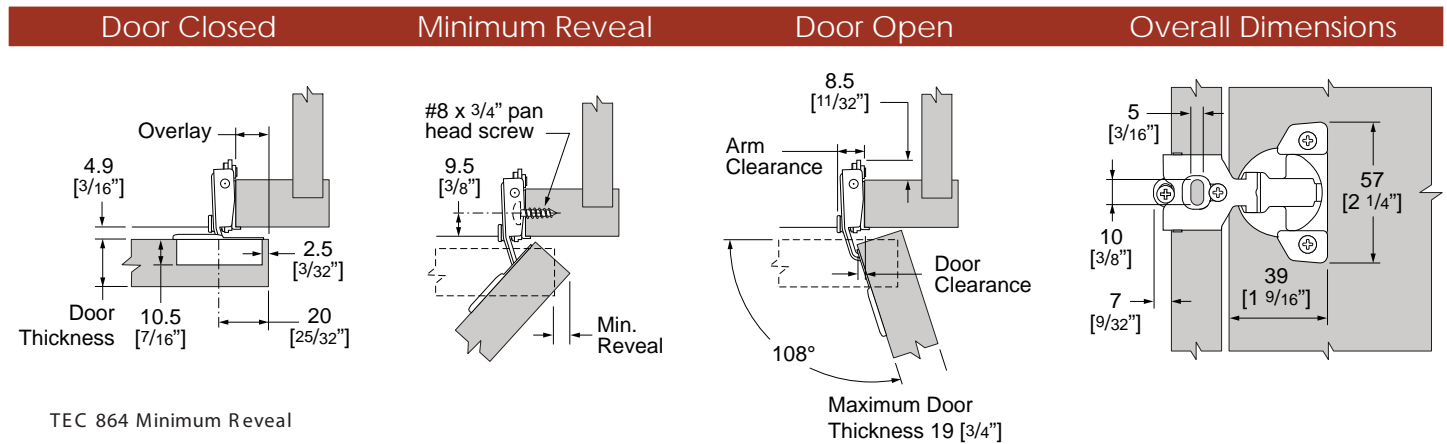 Door Closed
Minimum Reveal
Door Open
Overall Dimensions
Overlay
4.9
[3/16”]
2.5
[3/32”]
Door
Thickness
10.5
[7/16”]
20
[25/32”]
#8 x 3/4” pan
head screw
9.5
[3/8”]
Min.
Reveal
8.5
[11/32”]
Arm
Clearance
Door
Clearance
108°
Maximum Door
Thickness 19 [3/4”]
5
[3/16”]
57
[2 1/4”]
10
[3/8”]
39
[1 9/16”]
7
[9/32”]
TEC 864 Minimum Reveal